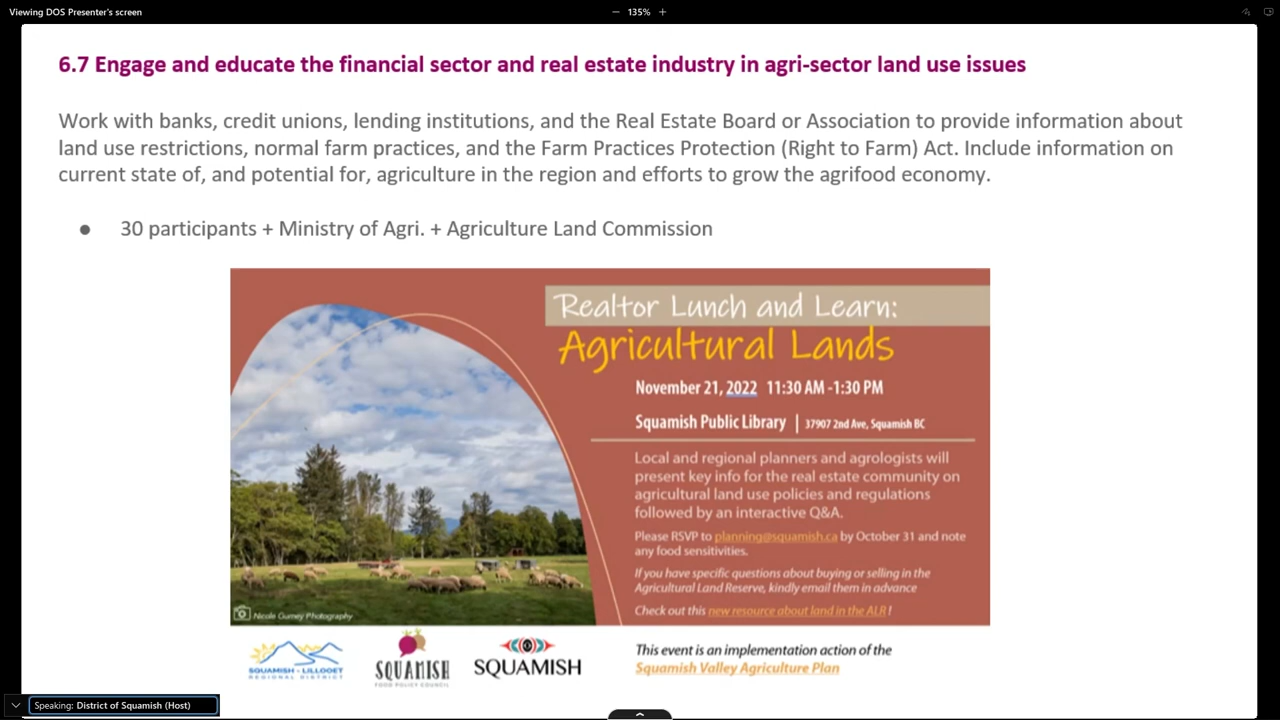 Viewing DOS Presenter's screen
135%
6.7 Engage and educate the financial sector and real estate industry in agri-sector land use issues
Work with banks, credit unions, lending institutions, and the Real Estate Board or Association to provide information about
land use restrictions, normal farm practices, and the Farm Practices Protection (Right to Farm) Act. Include information on
current state of, and potential for, agriculture in the region and efforts to grow the agrifood economy.
● 30 participants + Ministry of Agri. + Agriculture Land Commission
Realtor Lunch and Learn:
Agricultural Lands
November 21, 2022 11:30 AM -1:30 PM
Squamish Public Library | 37907 2nd Ave, Squamish BC
Local and regional planners and agrologists will
present key info for the real estate community on
agricultural land use policies and regulations
followed by an interactive Q&A.
Please RSVP to planning@squamish.ca by October 31 and note
any food sensitivities.
If you have specific questions about buying or selling in the
Agricultural Land Reserve, kindly email them in advance
Check out this new resource about land in the ALR !
Nicole Gurney Photography
SQUAMISH - LILLOOET
REGIONAL DISTRICT
SQUAMISH
FOOD POLICY COUNCIL
SQUAMISH
This event is an implementation action of the
Squamish Valley Agriculture Plan
Speaking: District of Squamish (Host)